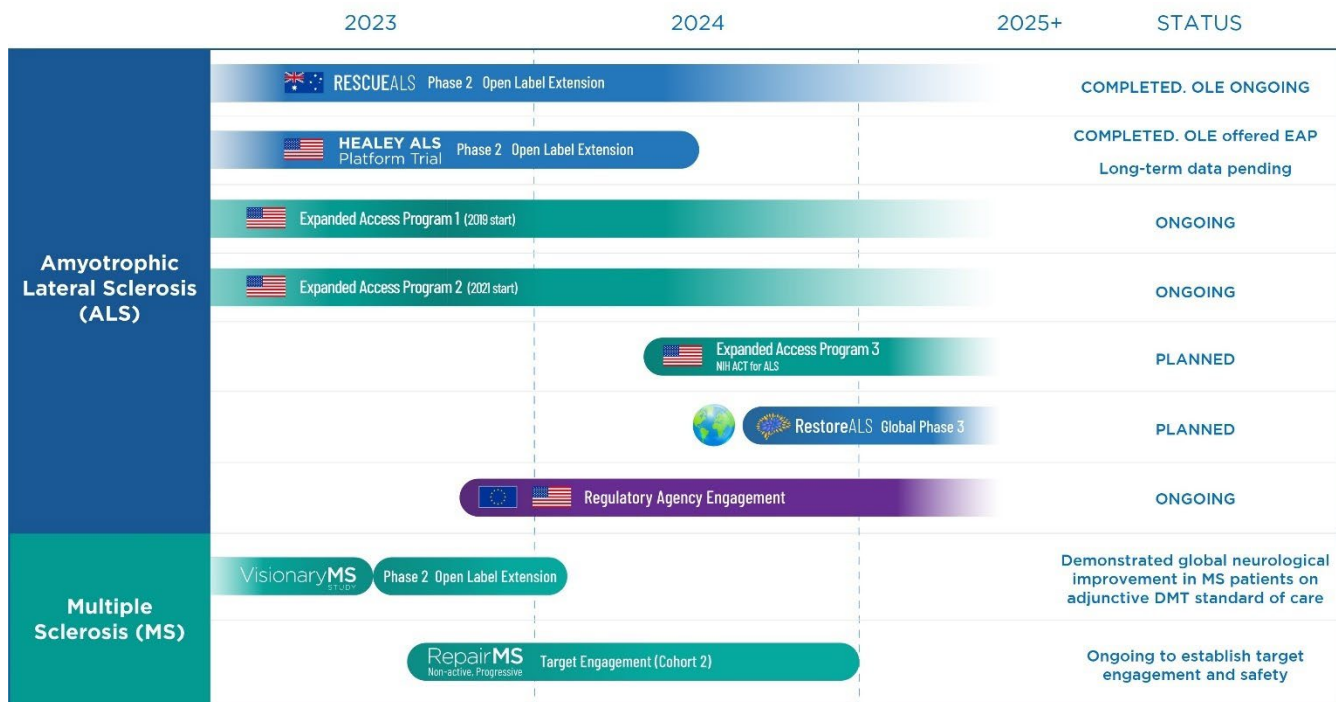 2023 2024 2025+ STATUS
Amyotrophic
Lateral Sclerosis
(ALS)
RESCUEALS Phase 2 Open Label Extension
COMPLETED. OLE ONGOING
HEALEY ALS
Platform Trial
Phase 2 Open Label Extension
COMPLETED. OLE offered EAP
Long-term data pending
Expanded Access Program 1 (2019 start)
ONGOING
Expanded Access Program 2 (2021 start)
ONGOING
Expanded Access Program 3
NIH ACT for ALS
PLANNED
RestoreALS Global Phase 3
PLANNED
Regulatory Agency Engagement
ONGOING
Multiple
Sclerosis (MS)
VisionaryMS
STUDY
Phase 2 Open Label Extension
Demonstrated global neurological
improvement in MS patients on
adjunctive DMT standard of care
RepairMS
Non-active, Progressive
Target Engagement (Cohort 2)
Ongoing to establish target
engagement and safety